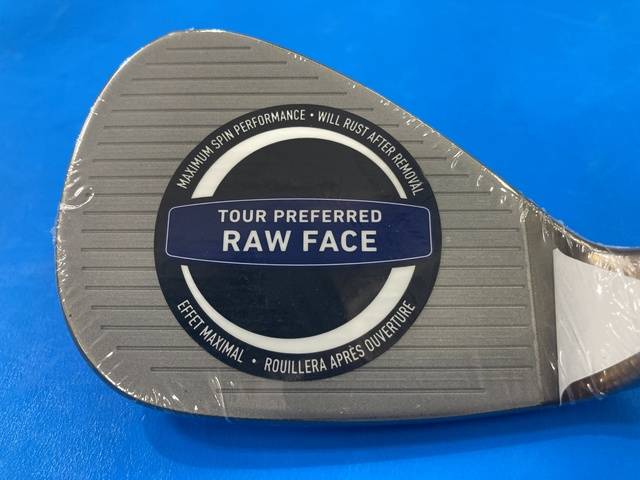 MAXIMUM SPIN PERFORMANCE • WILL RUST AFTER REMOVAL
TOUR PREFERRED
RAW FACE
EFFET MAXIMAL • ROUILLERA APRÈS OUVERTURE